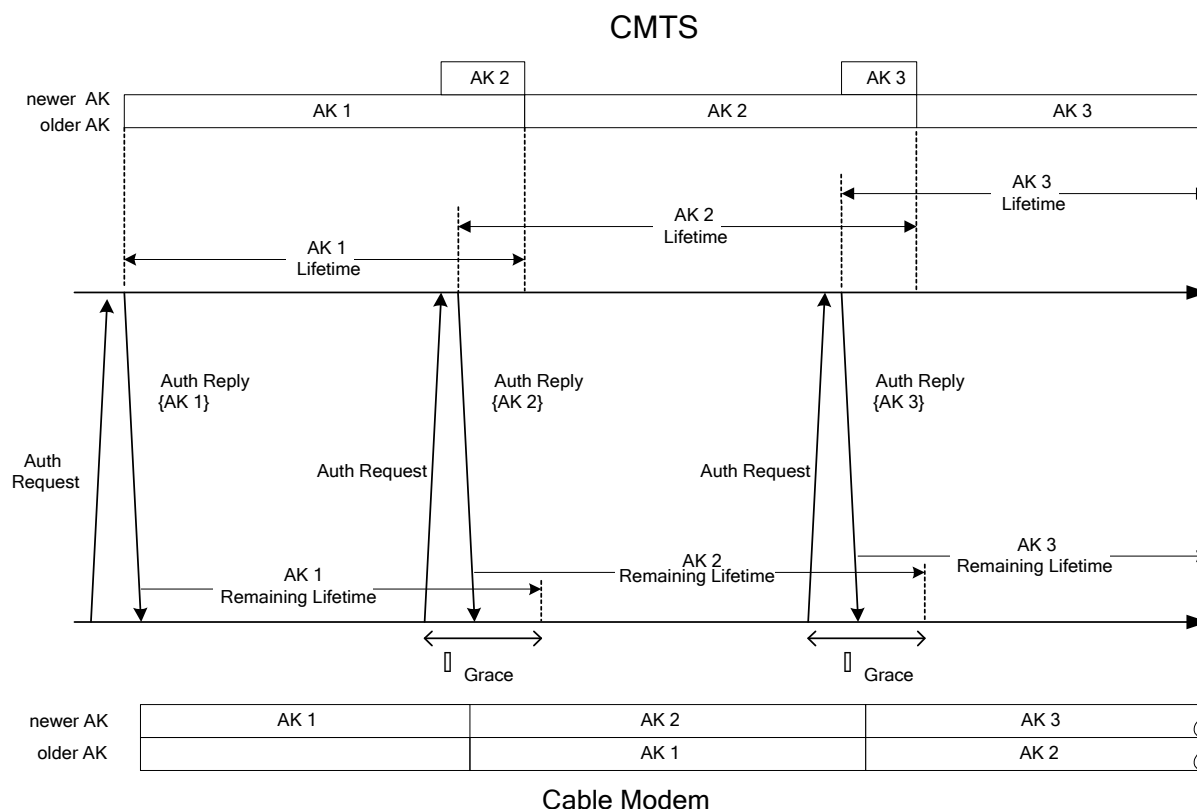 CMTS
AK 2
AK 3
newer AK
older AK
AK 1
AK 2
AK 3
AK 3
Lifetime
AK 2
Lifetime
AK 1
Lifetime
Auth Reply
{AK 1}
Auth Reply
{AK 2}
Auth Reply
{AK 3}
Auth
Request
Auth Request
Auth Request
AK 1
Remaining Lifetime
AK 2
Remaining Lifetime
AK 3
Remaining Lifetime
Grace
Grace
newer AK
AK 1
AK 2
AK 3
older AK
AK 1
AK 2
Cable Modem